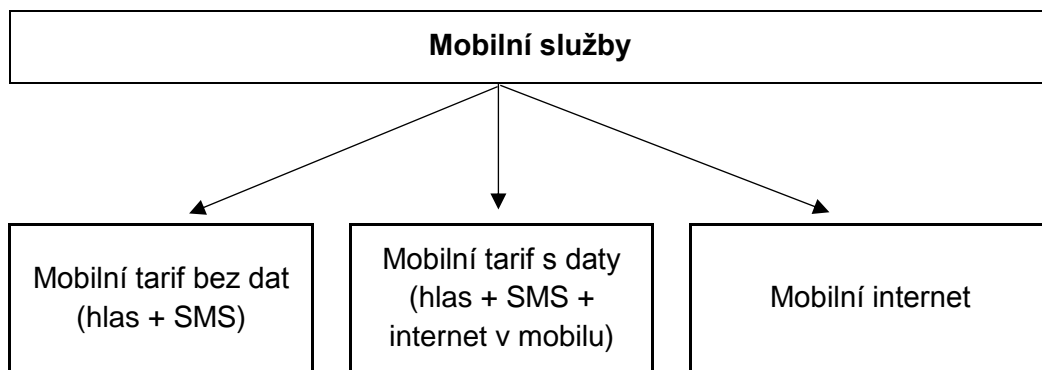 Mobilní služby
Mobilní tarif bez dat
(hlas + SMS)
Mobilní tarif s daty
(hlas + SMS +
internet v mobilu)
Mobilní internet